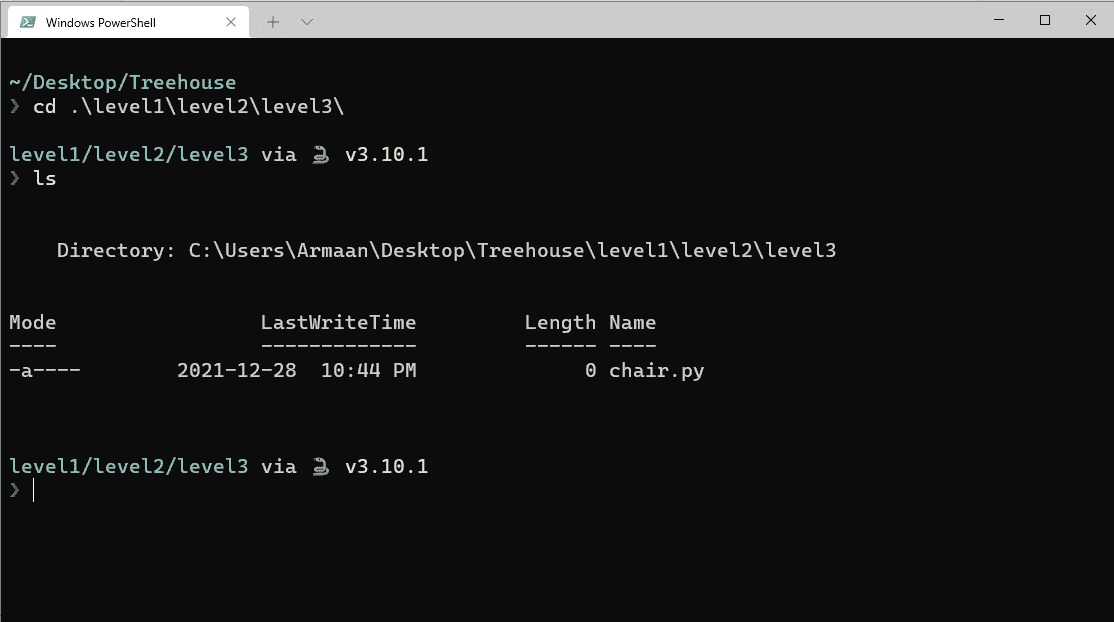 Windows PowerShell
~/Desktop/Treehouse
❯ cd .\level1\level2\level3\
level1/level2/level3 via 🐍 v3.10.1
❯ ls
Directory: C:\Users\Armaan\Desktop\Treehouse\level1\level2\level3
Mode                 LastWriteTime         Length Name
----                 -------------         ------ ----
-a----        2021-12-28  10:44 PM              0 chair.py
level1/level2/level3 via 🐍 v3.10.1
❯